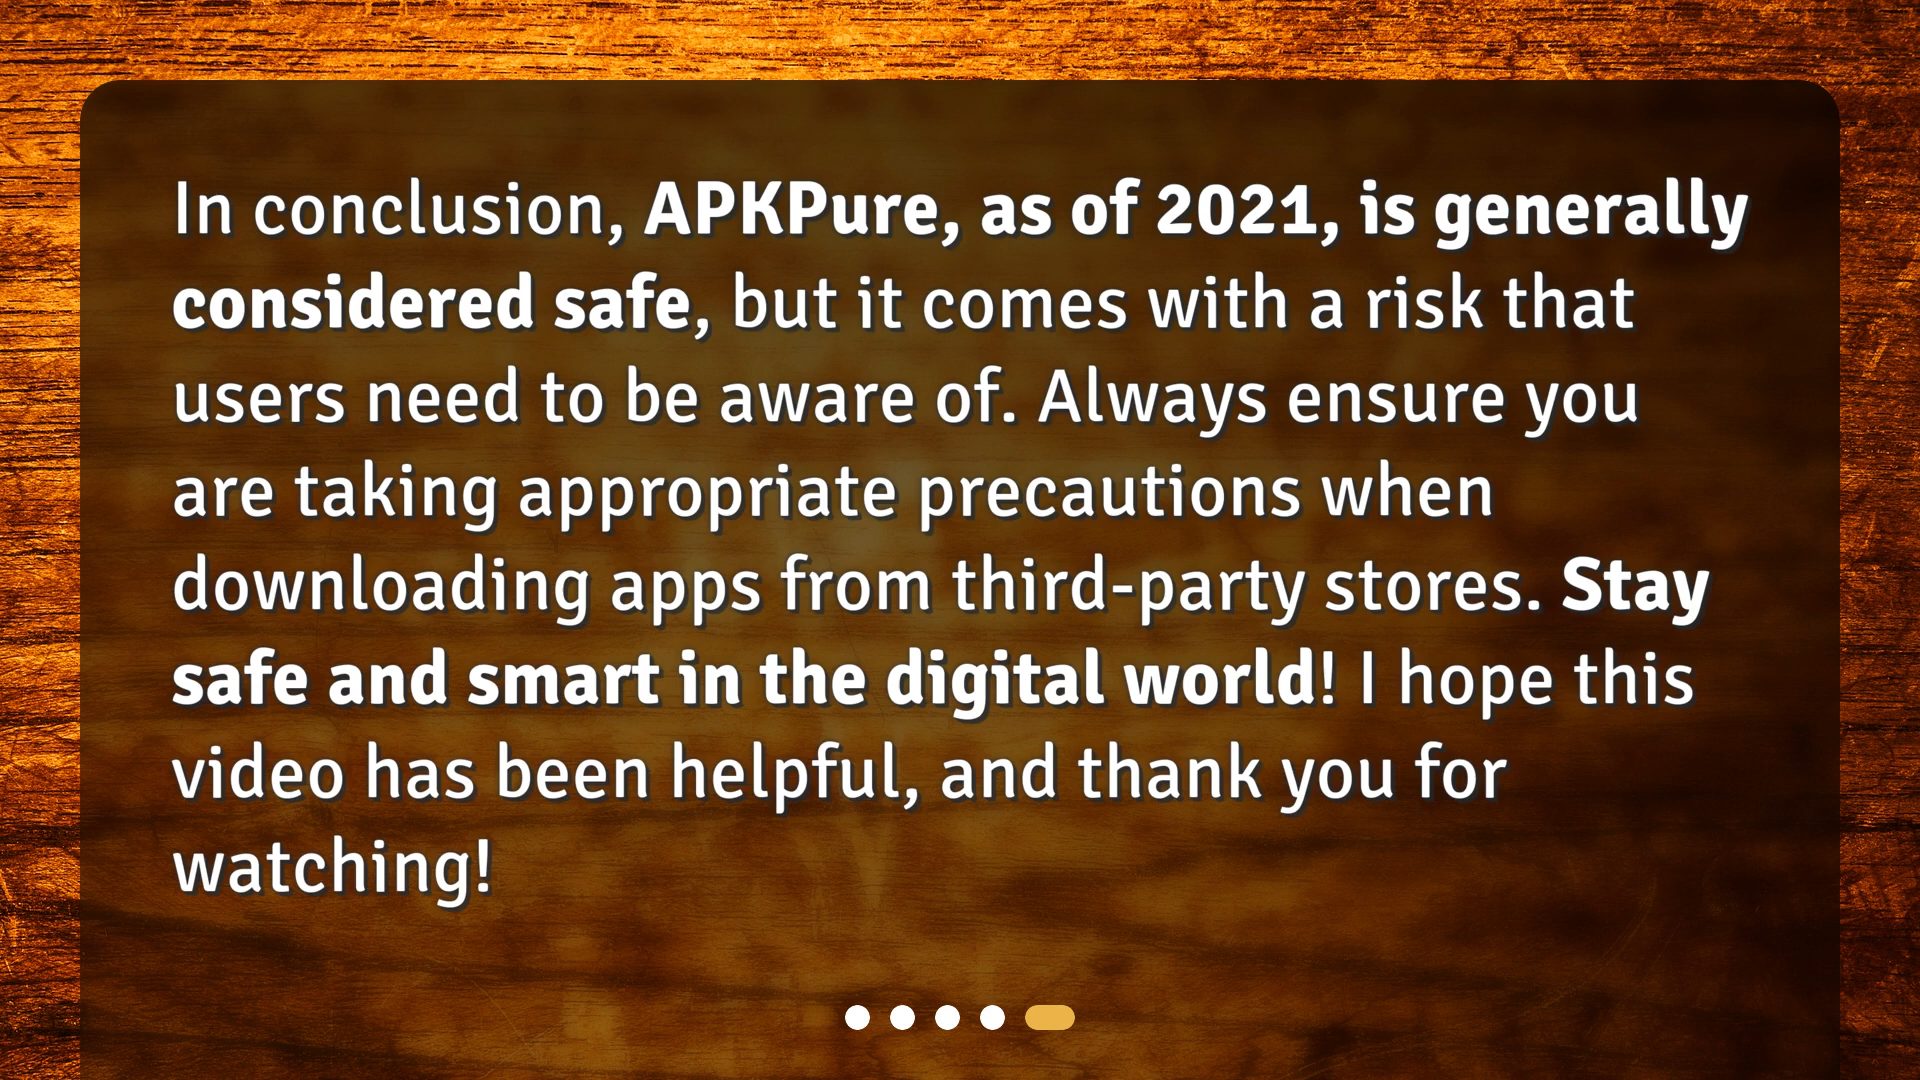 In conclusion, APKPure, as of 2021, is generally
considered safe, but it comes with a risk that
users need to be aware of. Always ensure you
are taking appropriate precautions when
downloading apps from third-party stores. Stay
safe and smart in the digital world! I hope this
video has been helpful, and thank you for
watching!